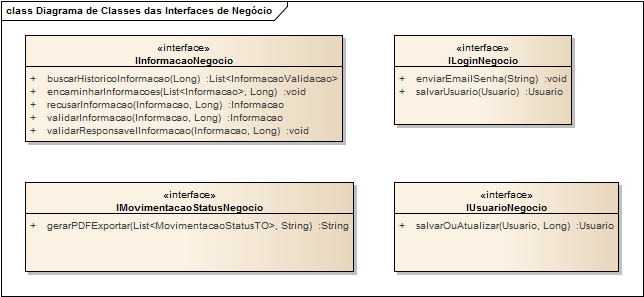 class Diagrama de Classes das Interfaces de Negócio
«interface»
IInformacaoNegocio
+ buscarHistoricoInformacao(Long) :List<InformacaoValidacao>
+ encaminharInformacoes(List<Informacao>, Long) :void
+ recusarInformacao(Informacao, Long) :Informacao
+ validarInformacao(Informacao, Long) :Informacao
+ validarResponsavelInformacao(Informacao, Long) :void
«interface»
ILoginNegocio
+ enviarEmailSenha(String) :void
+ salvarUsuario(Usuario) :Usuario
«interface»
IMovimentacaoStatusNegocio
+ gerarPDFExportar(List<MovimentacaoStatusTO>, String) :String
«interface»
IUsuarioNegocio
+ salvarOuAtualizar(Usuario, Long) :Usuario